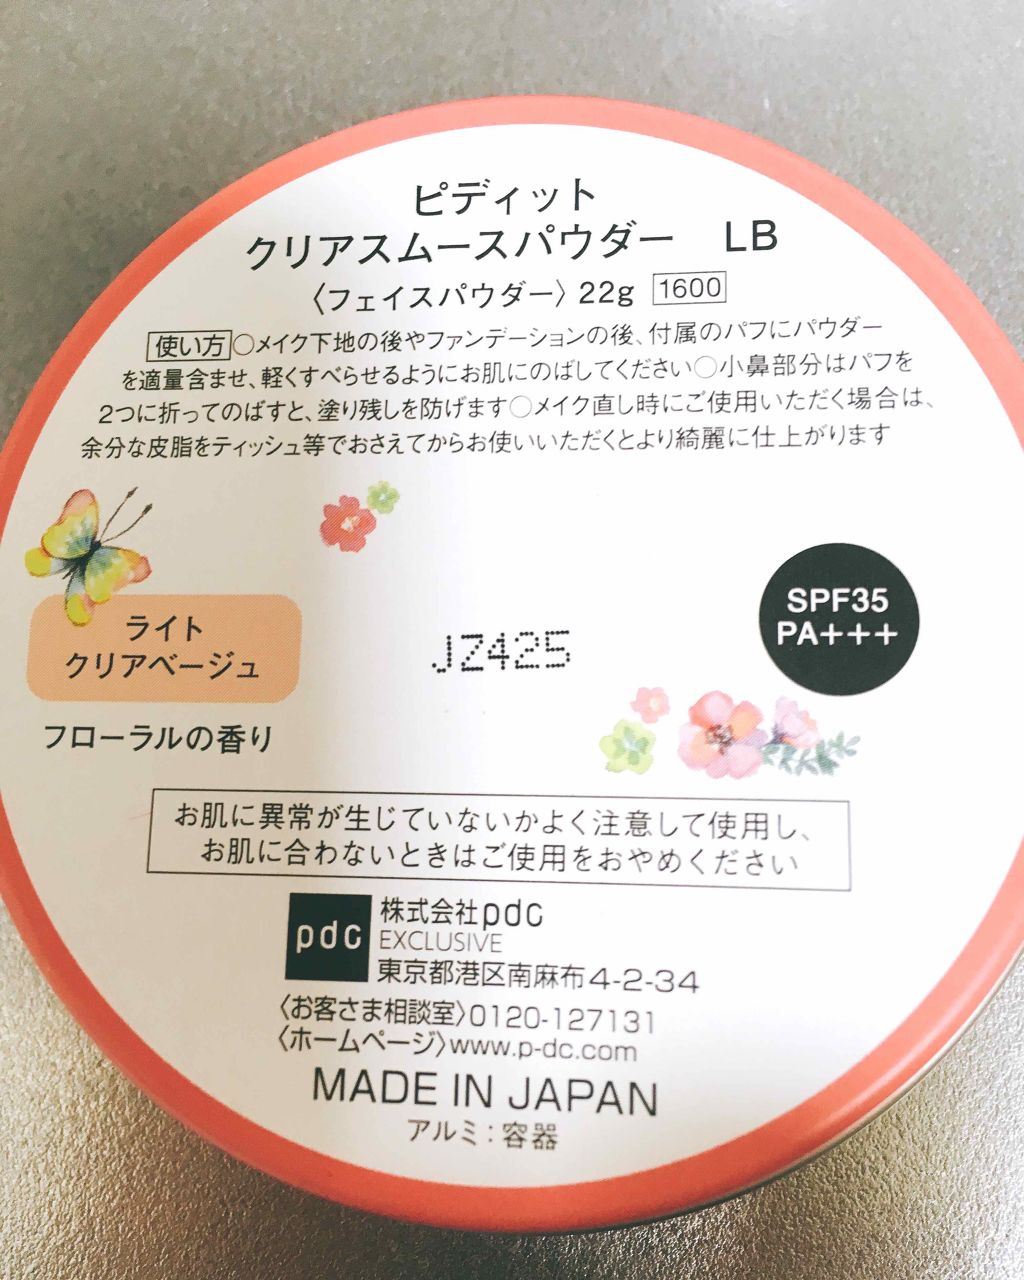 ピディット
クリアスムースパウダー LB
〈フェイスパウダー〉22g 1600
使い方○メイク下地の後やファンデーションの後、付属のパフにパウダー
を適量含ませ、軽くすべらせるようにお肌にのばしてください○小鼻部分はパフを
2つに折ってのばすと、塗り残しを防げます○メイク直し時にご使用いただく場合は、
余分な皮脂をティッシュ等でおさえてからお使いいただくとより綺麗に仕上がります
SPF35
PA+++
ライト
クリアベージュ
JZ425
フローラルの香り
お肌に異常が生じていないかよく注意して使用し、
お肌に合わないときはご使用をおやめください
pdc 株式会社pdc
EXCLUSIVE
東京都港区南麻布4-2-34
〈お客さま相談室〉0120-127131
〈ホームページ〉www.p-dc.com
MADE IN JAPAN
アルミ:容器